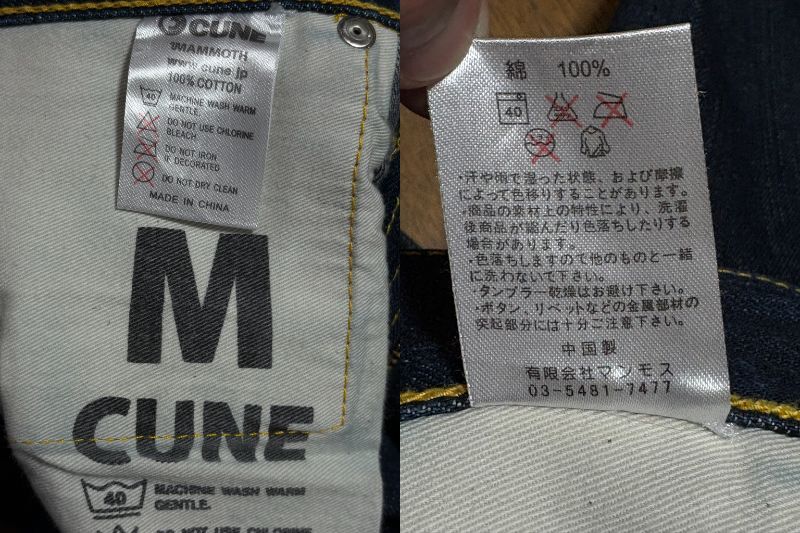 CUNE
MAMMOTH
www.cune.jp
100% COTTON
40
MACHINE WASH WARM
GENTLE.
DO NOT USE CHLORINE
BLEACH
DO NOT IRON
IF DECORATED
DO NOT DRY CLEAN
MADE IN CHINA
M
CUNE
40
MACHINE WASH WARM
GENTLE.
DO NOT USE CHLORINE
綿 100%
40
・汗や雨で湿った状態、および摩擦
によって色移りすることがあります。
・商品の素材上の特性により、洗濯
後商品が縮んだり色落ちしたりする
場合があります。
・色落ちしますので他のものと一緒
に洗わないで下さい。
・タンブラー乾燥はお避け下さい。
・ボタン、リベットなどの金属部材の
突起部分には十分ご注意下さい。
中国製
有限会社マンモス
03-5481-7477